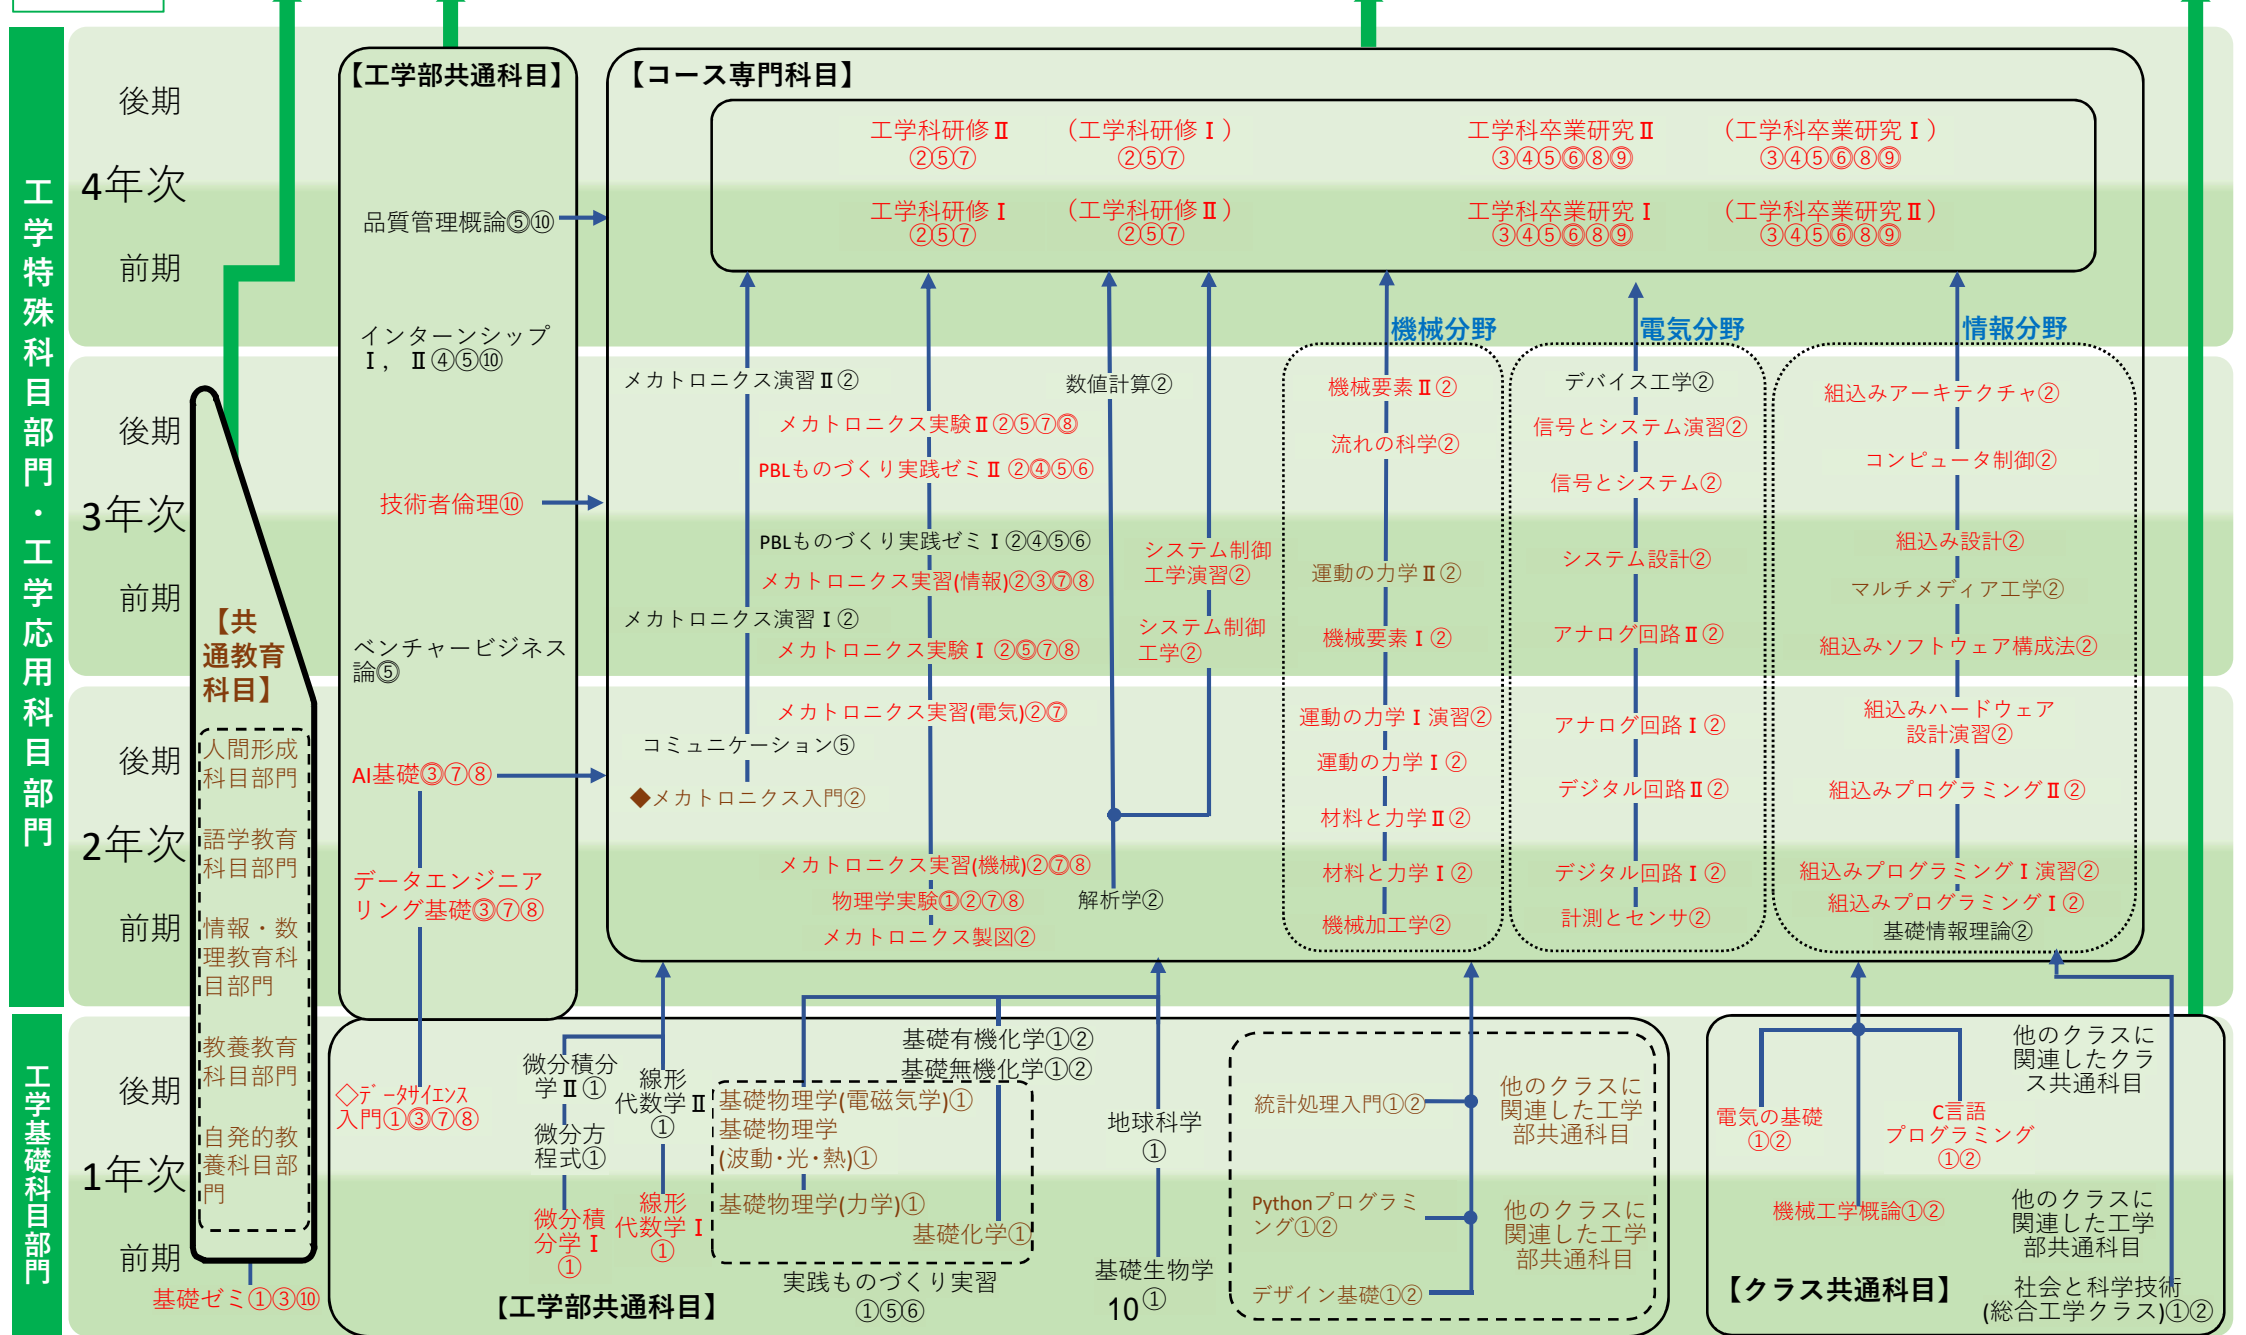 工学特殊科目部門・工学応用科目部門
工学基礎科目部門
後期
4年次
前期
後期
3年次
前期
後期
2年次
前期
後期
1年次
前期
【共
通教育
科目】
人間形成
科目部門
語学教育
科目部門
情報・数
理教育科
目部門
教養教育
科目部門
自発的教
養科目部
門
基礎ゼミ①③⑩
【工学部共通科目】
品質管理概論⑤⑩
インターンシップ
Ⅰ，Ⅱ④⑤⑩
技術者倫理⑩
ベンチャービジネス
論⑤
AI基礎③⑦⑧
データエンジニア
リング基礎③⑦⑧
◇データサイエンス
入門①③⑦⑧
【コース専門科目】
工学科研修Ⅱ
②⑤⑦
（工学科研修Ⅰ）
②⑤⑦
工学科卒業研究Ⅱ
③④⑤⑥⑧⑨
（工学科卒業研究Ⅰ）
③④⑤⑥⑧⑨
工学科研修Ⅰ
②⑤⑦
（工学科研修Ⅱ）
②⑤⑦
工学科卒業研究Ⅰ
③④⑤⑥⑧⑨
（工学科卒業研究Ⅱ）
③④⑤⑥⑧⑨
メカトロニクス演習Ⅱ②
メカトロニクス演習Ⅰ②
コミュニケーション⑤
◆メカトロニクス入門②
メカトロニクス実験Ⅱ②⑤⑦⑧
PBLものづくり実践ゼミⅡ②④⑤⑥
PBLものづくり実践ゼミⅠ②④⑤⑥
メカトロニクス実習(情報)②③⑦⑧
メカトロニクス実験Ⅰ②⑤⑦⑧
メカトロニクス実習(電気)②⑦
メカトロニクス実習(機械)②⑦⑧
物理学実験①②⑦⑧
メカトロニクス製図②
数値計算②
システム制御
工学演習②
システム制御
工学②
解析学②
機械分野
機械要素Ⅱ②
流れの科学②
運動の力学Ⅱ②
機械要素Ⅰ②
運動の力学Ⅰ演習②
運動の力学Ⅰ②
材料と力学Ⅱ②
材料と力学Ⅰ②
機械加工学②
電気分野
デバイス工学②
信号とシステム演習②
信号とシステム②
システム設計②
アナログ回路Ⅱ②
アナログ回路Ⅰ②
デジタル回路Ⅱ②
デジタル回路Ⅰ②
計測とセンサ②
情報分野
組込みアーキテクチャ②
コンピュータ制御②
組込み設計②
マルチメディア工学②
組込みソフトウェア構成法②
組込みハードウェア
設計演習②
組込みプログラミングⅡ②
組込みプログラミングⅠ演習②
組込みプログラミングⅠ②
基礎情報理論②
微分積分
学Ⅱ①
微分方
程式①
微分積
分学Ⅰ
①
線形
代数学Ⅱ
①
線形
代数学Ⅰ
①
基礎有機化学①②
基礎無機化学①②
基礎物理学(電磁気学)①
基礎物理学
(波動・光・熱)①
基礎物理学(力学)①
基礎化学①
実践ものづくり実習
①⑤⑥
地球科学
①
基礎生物学
①
10
統計処理入門①②
Pythonプログラミ
ング①②
デザイン基礎①②
他のクラスに
関連した工学
部共通科目
他のクラスに
関連した工学
部共通科目
【工学部共通科目】
電気の基礎
①②
C言語
プログラミング
①②
機械工学概論①②
他のクラスに
関連したクラ
ス共通科目
他のクラスに
関連した工学
部共通科目
社会と科学技術
(総合工学クラス)①②
【クラス共通科目】